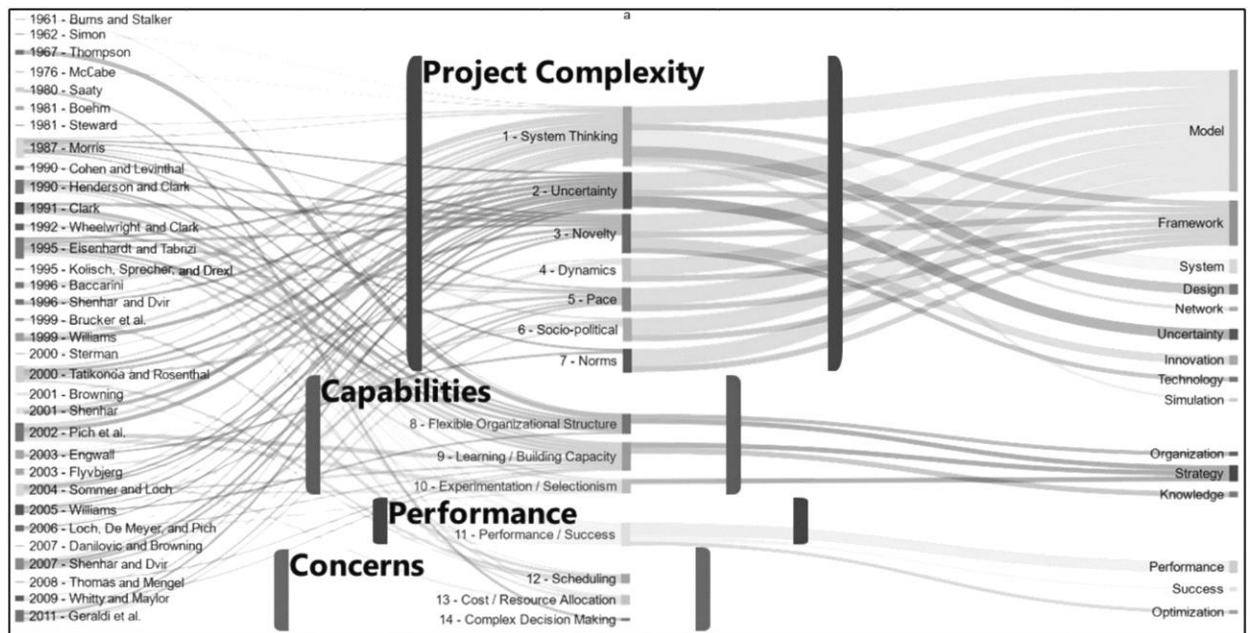 a
1961 - Burns and Stalker
1962 - Simon
1967 - Thompson
1976 - McCabe
1980 - Saaty
1981 - Boehm
1981 - Steward
1987 - Morris
1990 - Cohen and Levinthal
1990 - Henderson and Clark
1991 - Clark
1992 - Wheelwright and Clark
1995 - Eisenhardt and Tabrizi
1995 - Kolisch, Sprecher, and Drexl
1996 - Baccarini
1996 - Shenhar and Dvir
1999 - Brucker et al.
1999 - Williams
2000 - Sterman
2000 - Tatikonda and Rosenthal
2001 - Browning
2001 - Shenhar
2002 - Pich et al.
2003 - Engwall
2003 - Flyvbjerg
2004 - Sommer and Loch
2005 - Williams
2006 - Loch, De Meyer, and Pich
2007 - Danilovic and Browning
2007 - Shenhar and Dvir
2008 - Thomas and Mengel
2009 - Whitty and Maylor
2011 - Geraldi et al.
Project Complexity
1 - System Thinking
2 - Uncertainty
3 - Novelty
4 - Dynamics
5 - Pace
6 - Socio-political
7 - Norms
Capabilities
8 - Flexible Organizational Structure
9 - Learning / Building Capacity
10 - Experimentation / Selectionism
Performance
11 - Performance / Success
Concerns
12 - Scheduling
13 - Cost / Resource Allocation
14 - Complex Decision Making
Model
Framework
System
Design
Network
Uncertainty
Innovation
Technology
Simulation
Organization
Strategy
Knowledge
Performance
Success
Optimization